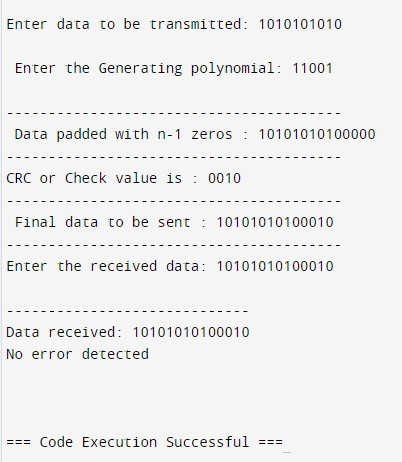 Enter data to be transmitted: 1010101010
Enter the Generating polynomial: 11001
----------------------------------------
Data padded with n-1 zeros : 10101010100000
----------------------------------------
CRC or Check value is : 0010
----------------------------------------
Final data to be sent : 10101010100010
----------------------------------------
Enter the received data: 10101010100010
-----------------------------
Data received: 10101010100010
No error detected
=== Code Execution Successful ===_